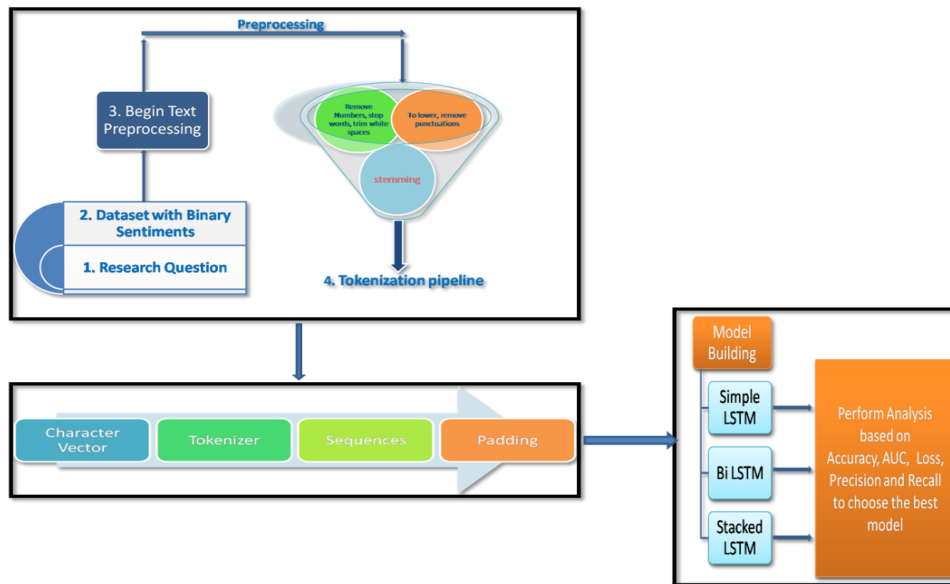 Preprocessing
3. Begin Text
Preprocessing
Remove
Numbers, stop
words, trim white
spaces
To lower, remove
punctuations
stemming
2. Dataset with Binary
Sentiments
1. Research Question
4. Tokenization pipeline
Character
Vector
Tokenizer
Sequences
Padding
Model
Building
Simple
LSTM
Bi LSTM
Stacked
LSTM
Perform Analysis
based on
Accuracy, AUC, Loss,
Precision and Recall
to choose the best
model